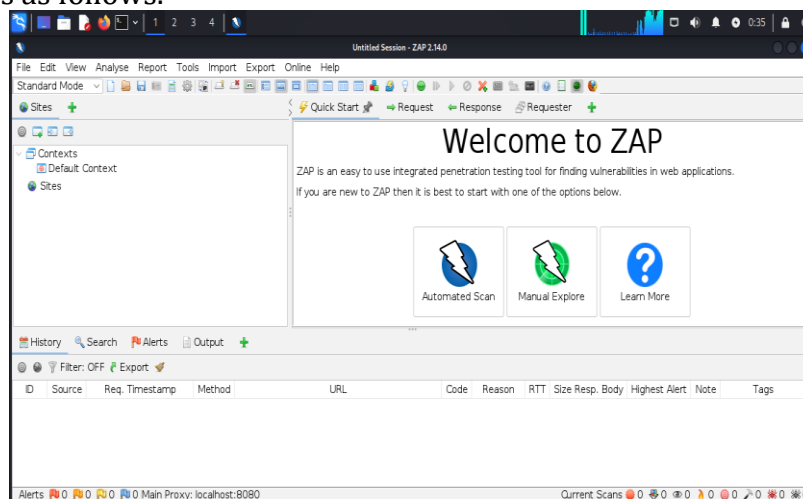 s as follows:
1 2 3 4 0:35
Untitled Session - ZAP 2.14.0
File Edit View Analyse Report Tools Import Export Online Help
Standard Mode
Sites
Quick Start Request Response Requester
Contexts
Default Context
Sites
Welcome to ZAP
ZAP is an easy to use integrated penetration testing tool for finding vulnerabilities in web applications.
If you are new to ZAP then it is best to start with one of the options below.
Automated Scan Manual Explore Learn More
History Search Alerts Output
Filter: OFF Export
ID Source Req. Timestamp Method URL Code Reason RTT Size Resp. Body Highest Alert Note Tags
Alerts 0 0 0 0 Main Proxy: localhost:8080 Current Scans 0 0 0 0 0 0 0